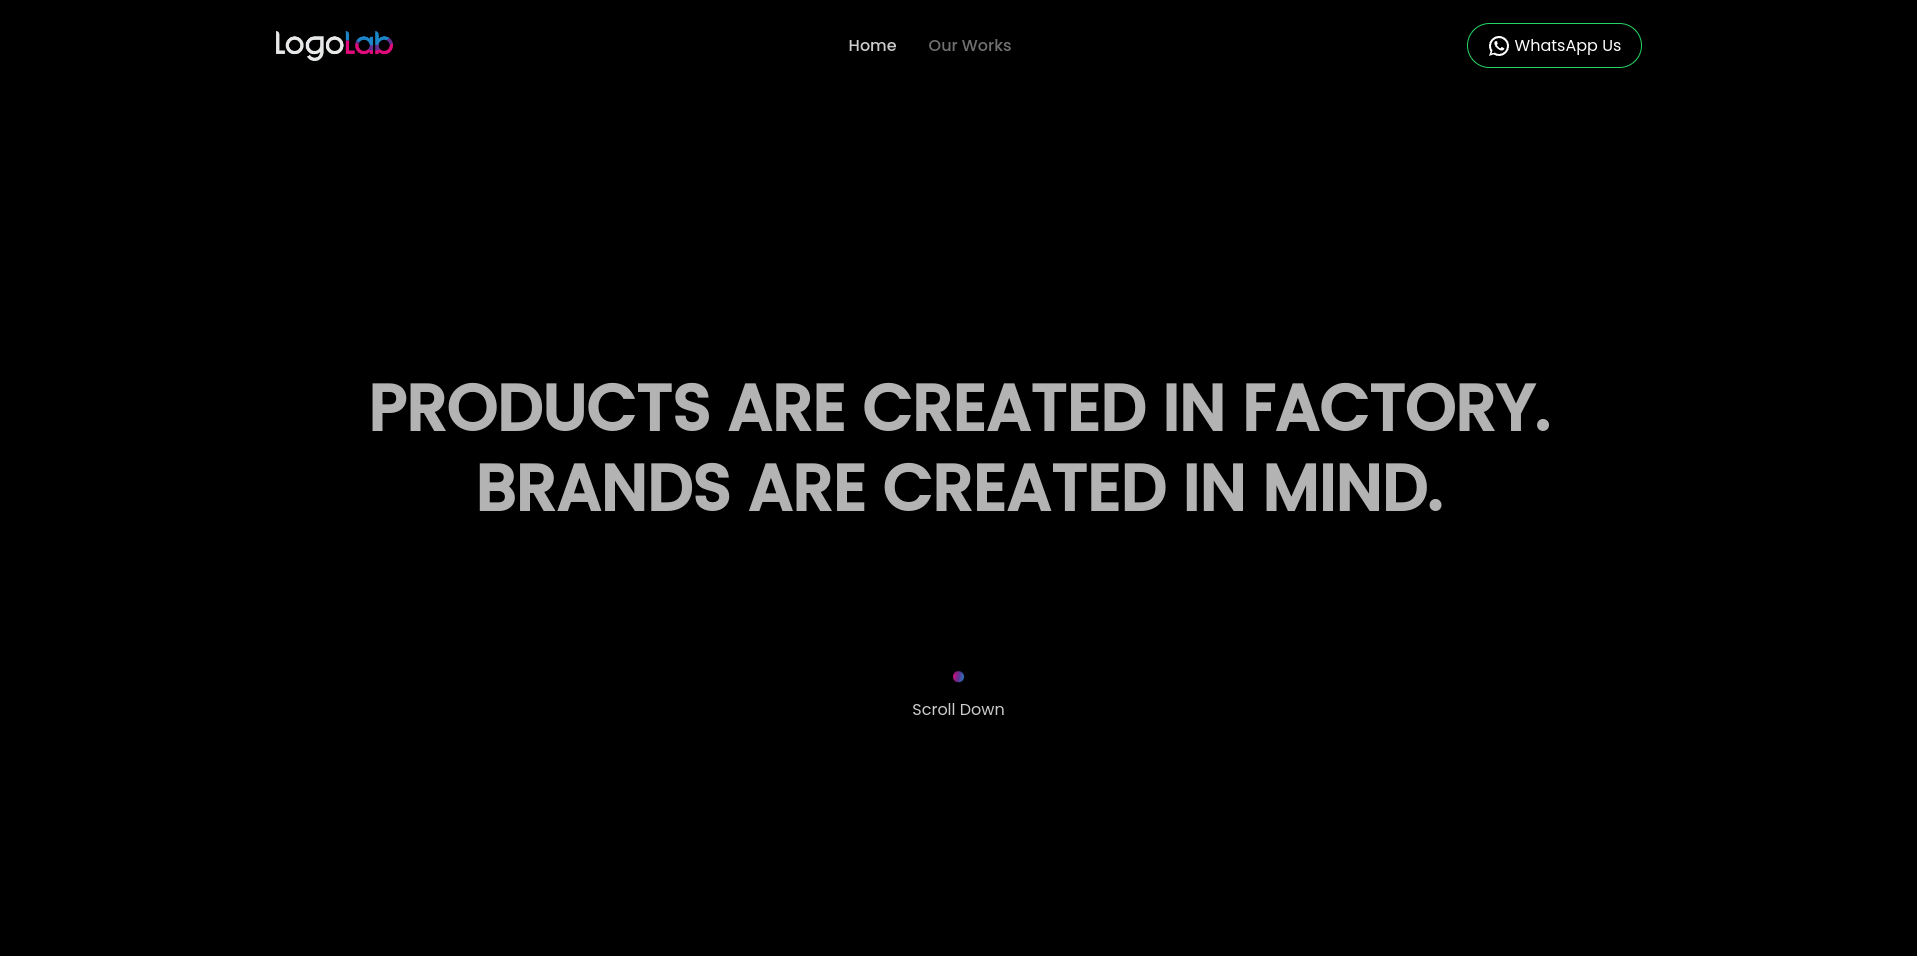 LogoLab
Home
Our Works
WhatsApp Us
PRODUCTS ARE CREATED IN FACTORY.
BRANDS ARE CREATED IN MIND.
Scroll Down